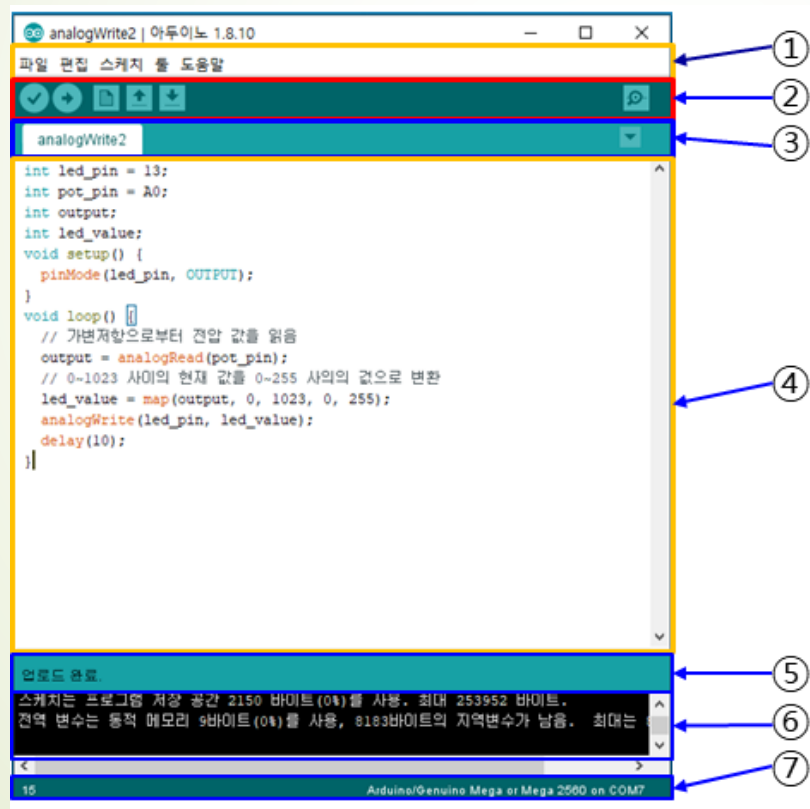 analogWrite2 | 아두이노 1.8.10
파일 편집 스케치 툴 도움말
①
②
analogWrite2
③
int led_pin = 13;
int pot_pin = A0;
int output;
int led_value;
void setup() {
pinMode(led_pin, OUTPUT);
}
void loop() {
// 가변저항으로부터 전압 값을 읽음
output = analogRead(pot_pin);
// 0~1023 사이의 현재 값을 0~255 사의의 겂으로 변환
led_value = map(output, 0, 1023, 0, 255);
analogWrite(led_pin, led_value);
delay(10);
}
④
업로드 완료.
⑤
스케치는 프로그램 저장 공간 2150 바이트(0%)를 사용. 최대 253952 바이트.
전역 변수는 동적 메모리 9바이트(0%)를 사용, 8183바이트의 지역변수가 남음. 최대는
⑥
15 Arduino/Genuino Mega or Mega 2560 on COM7
⑦